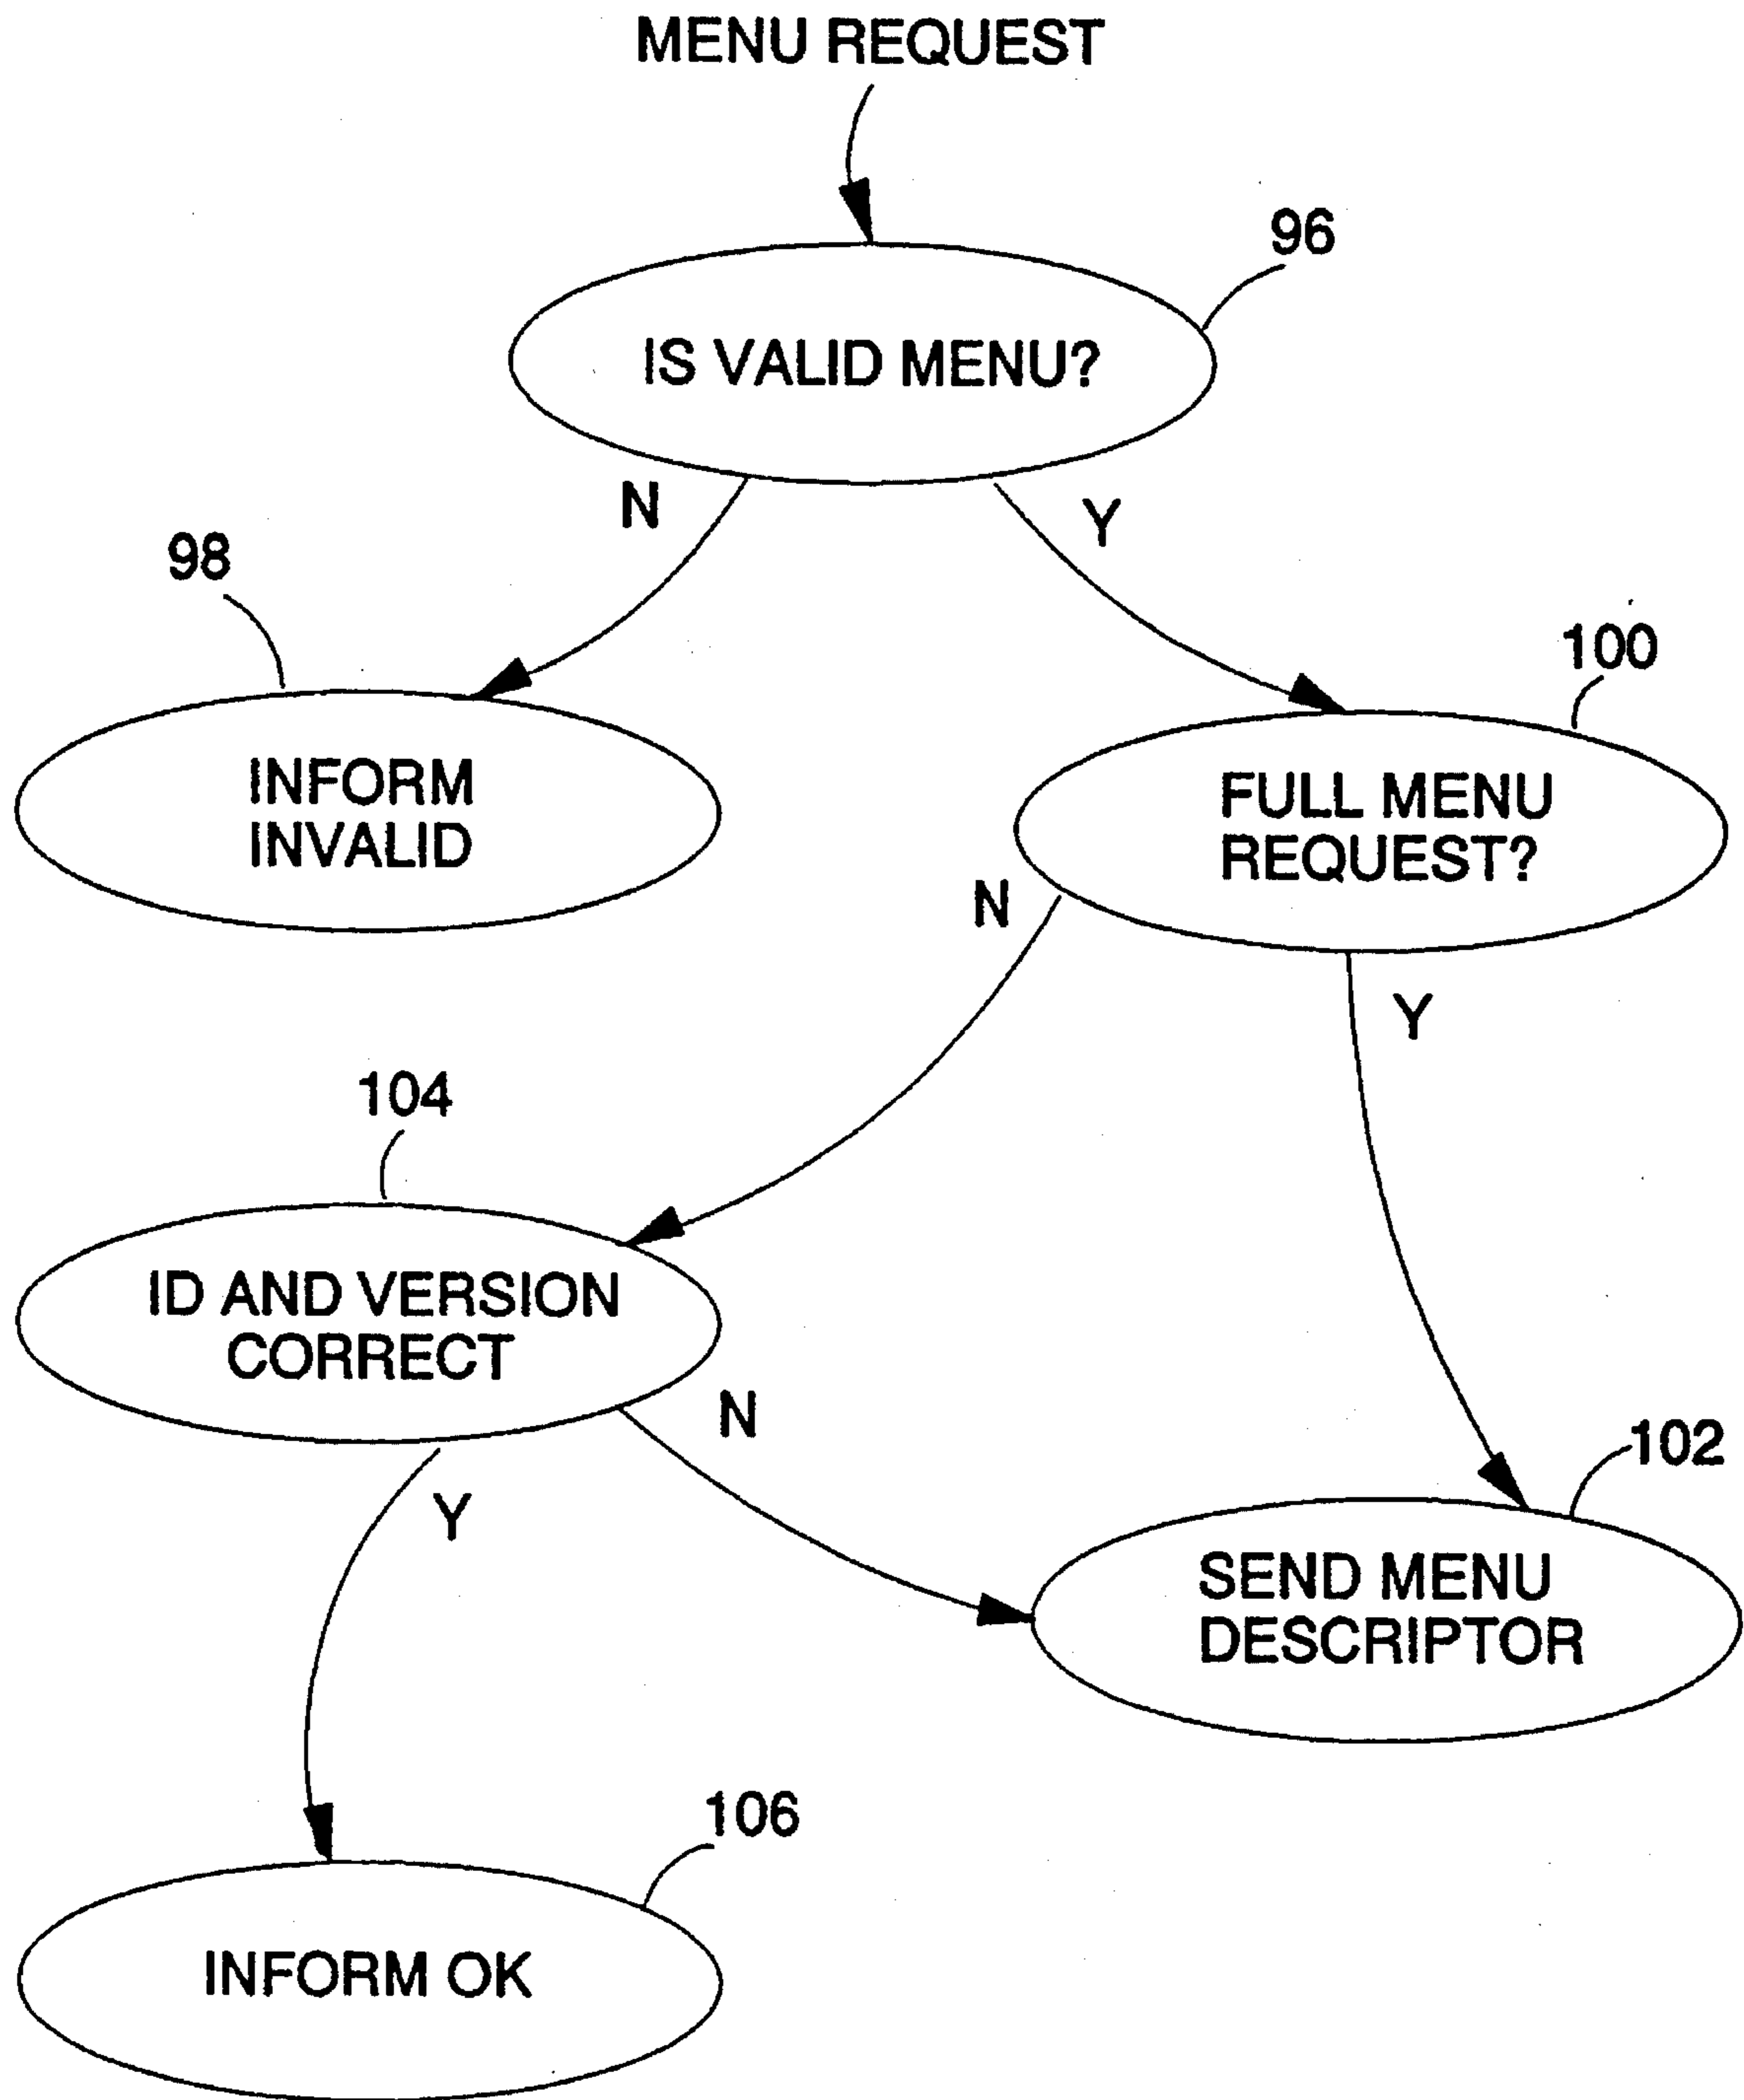 MENU REQUEST
96
IS VALID MENU?
N
Y
98
100
INFORM
INVALID
FULL MENU
REQUEST?
N
Y
104
ID AND VERSION
CORRECT
N
102
Y
SEND MENU
DESCRIPTOR
106
INFORM OK